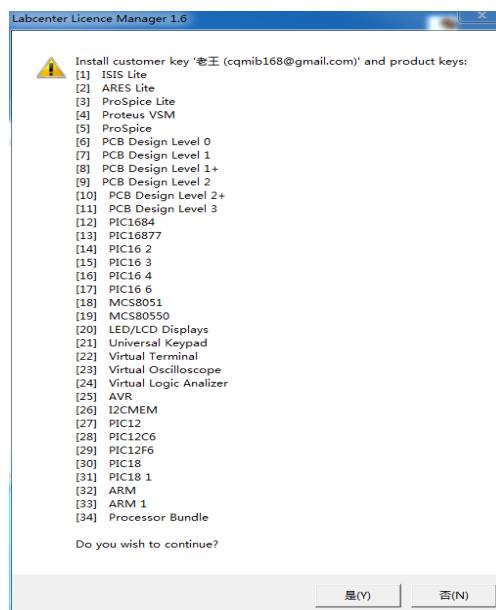 Labcenter Licence Manager 1.6
Install customer key '老王 (cqmib168@gmail.com)' and product keys:
[1] ISIS Lite
[2] ARES Lite
[3] ProSpice Lite
[4] Proteus VSM
[5] ProSpice
[6] PCB Design Level 0
[7] PCB Design Level 1
[8] PCB Design Level 1+
[9] PCB Design Level 2
[10] PCB Design Level 2+
[11] PCB Design Level 3
[12] PIC1684
[13] PIC16877
[14] PIC16 2
[15] PIC16 3
[16] PIC16 4
[17] PIC16 6
[18] MCS8051
[19] MCS80550
[20] LED/LCD Displays
[21] Universal Keypad
[22] Virtual Terminal
[23] Virtual Oscilloscope
[24] Virtual Logic Analizer
[25] AVR
[26] I2CMEM
[27] PIC12
[28] PIC12C6
[29] PIC12F6
[30] PIC18
[31] PIC18 1
[32] ARM
[33] ARM 1
[34] Processor Bundle
Do you wish to continue?
是(Y) 否(N)